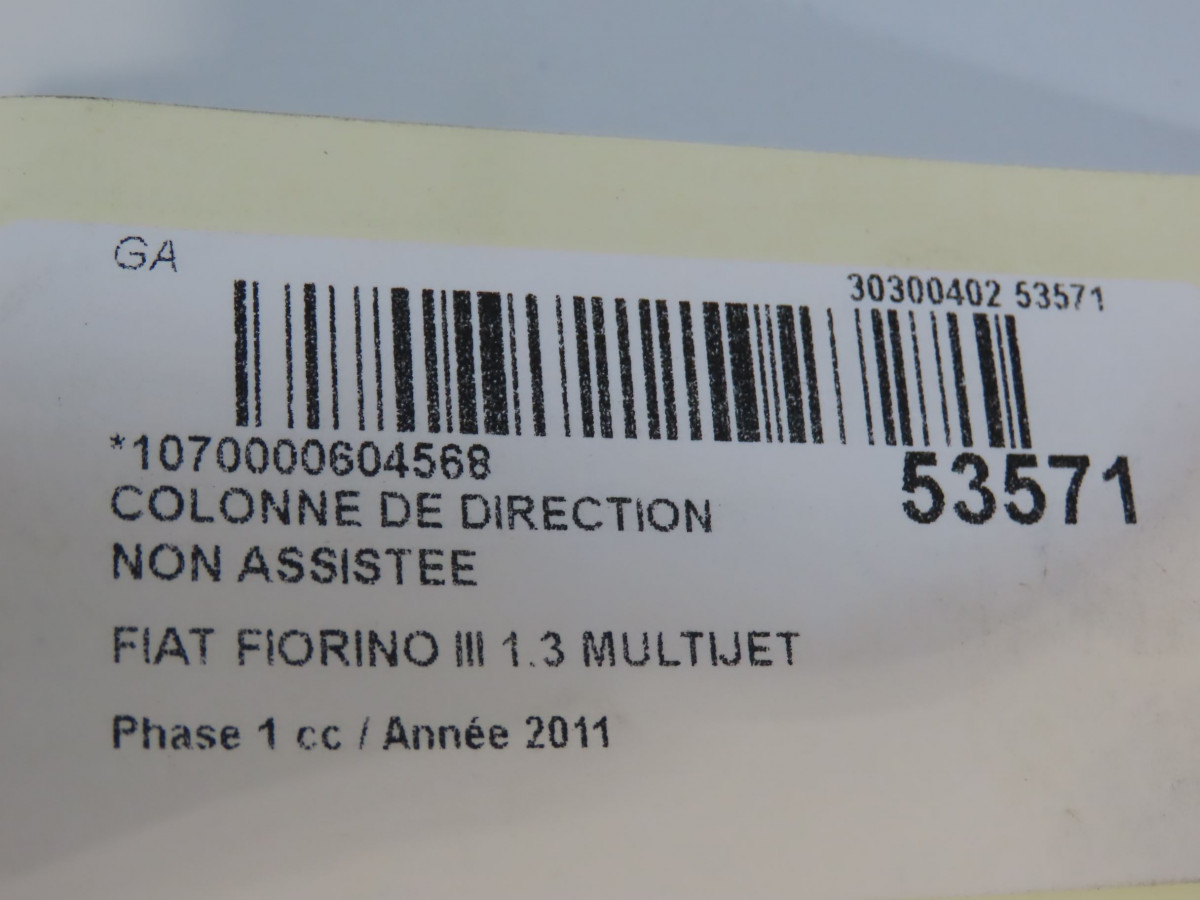 GA
30300402 53571
*1070000604568
53571
COLONNE DE DIRECTION
NON ASSISTEE
FIAT FIORINO III 1.3 MULTIJET
Phase 1 cc / Année 2011